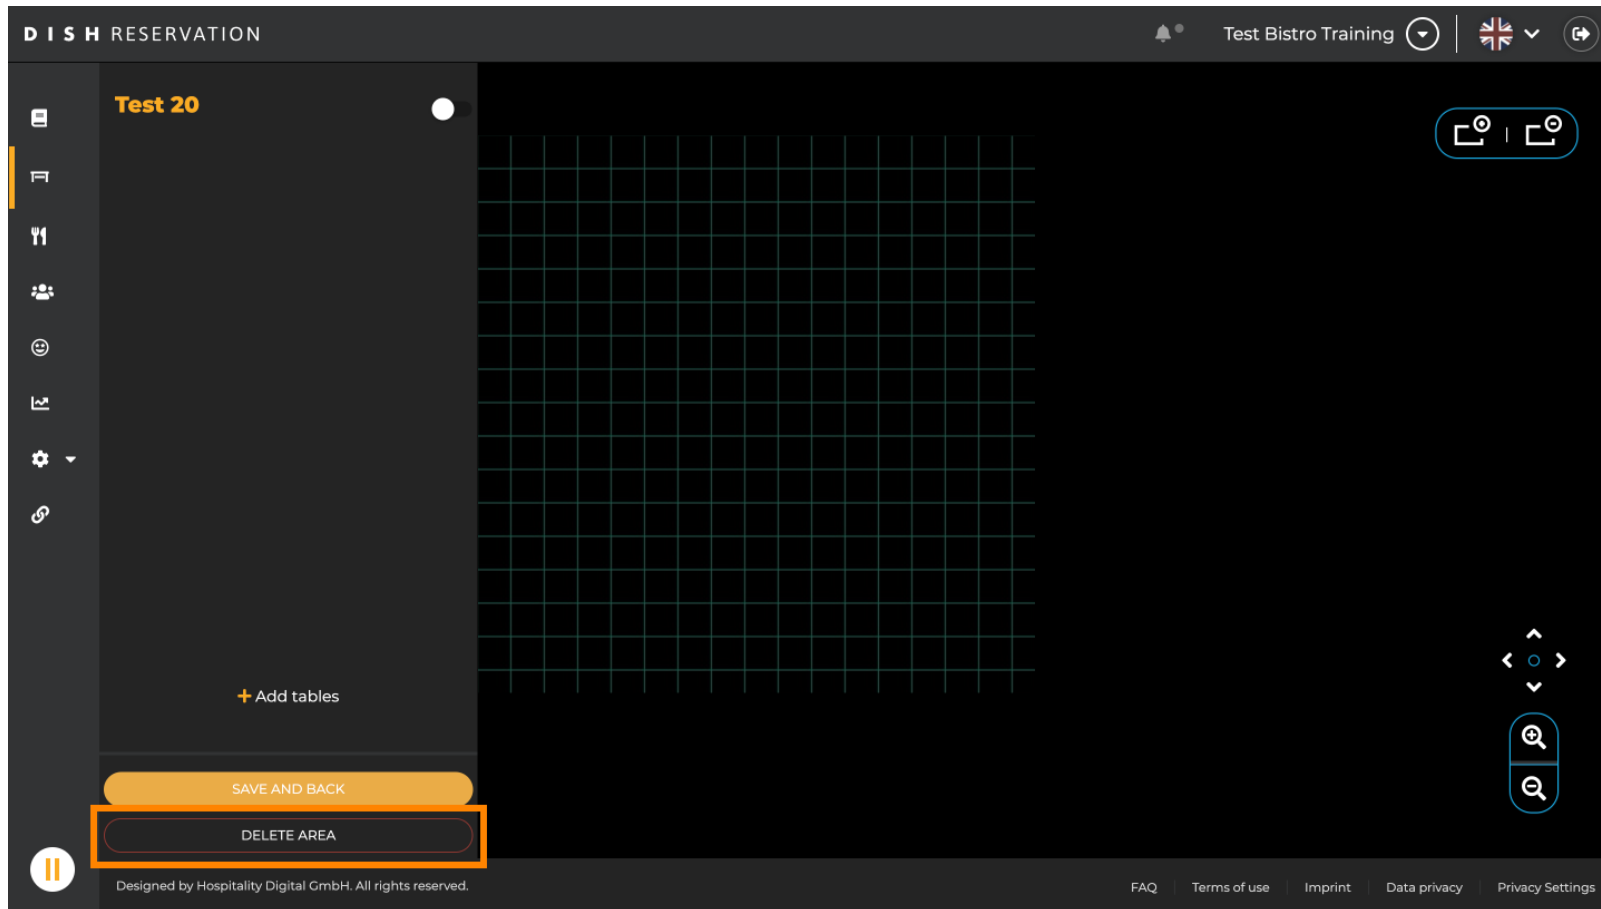 DISH RESERVATION
Test Bistro Training
Test 20
Add tables
SAVE AND BACK
DELETE AREA
Designed by Hospitality Digital GmbH. All rights reserved.
FAQ
Terms of use
Imprint
Data privacy
Privacy Settings